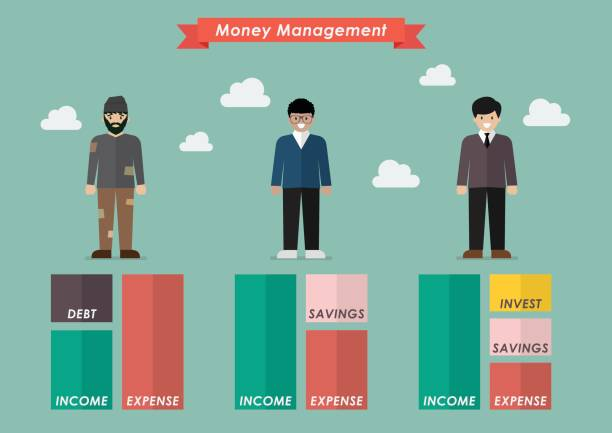 Money Management
DEBT
INCOME EXPENSE
SAVINGS
INCOME EXPENSE
INVEST
SAVINGS
INCOME EXPENSE